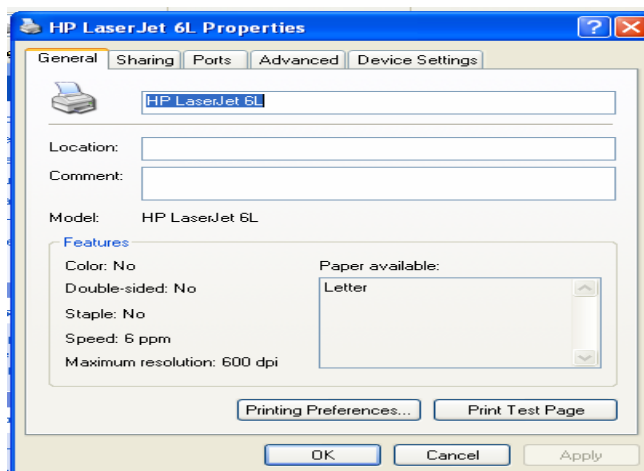 HP LaserJet 6L Properties
General Sharing Ports Advanced Device Settings
HP LaserJet 6L
Location:
Comment:
Model: HP LaserJet 6L
Features
Color: No
Paper available:
Double-sided: No
Letter
Staple: No
Speed: 6 ppm
Maximum resolution: 600 dpi
Printing Preferences... Print Test Page
OK Cancel Apply